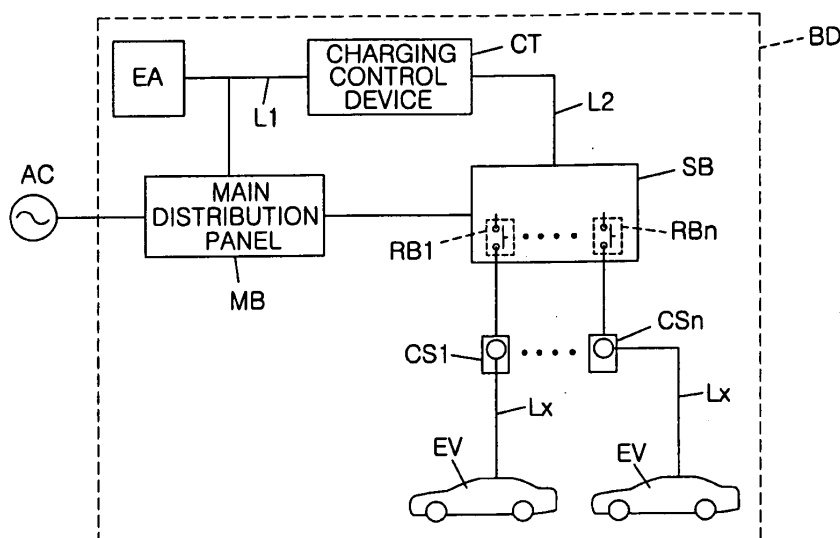 BD
EA
CHARGING
CONTROL
DEVICE
CT
L1
L2
AC
MAIN
DISTRIBUTION
PANEL
MB
SB
RB1
RBn
CS1
CSn
Lx
Lx
EV
EV